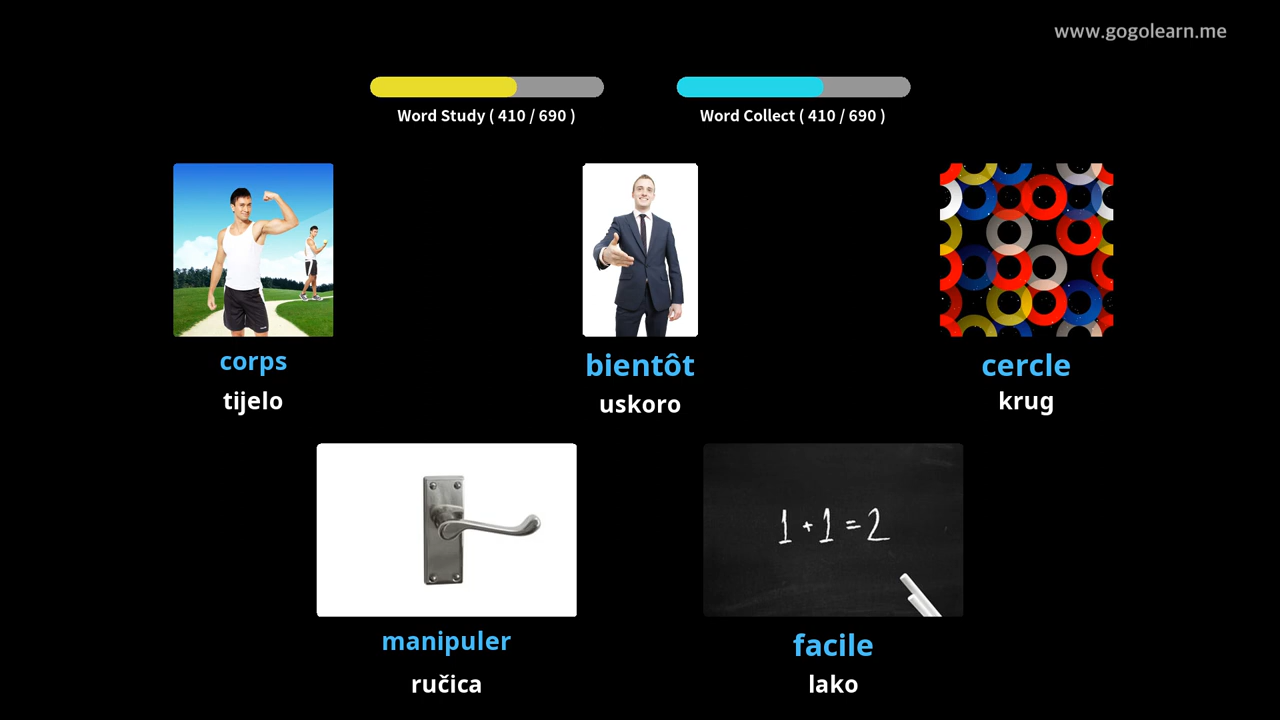 www.gogolearn.me
Word Study ( 410 / 690 )
Word Collect ( 410 / 690 )
corps
tijelo
bientôt
uskoro
cercle
krug
manipuler
ručica
1 + 1 = 2
facile
lako